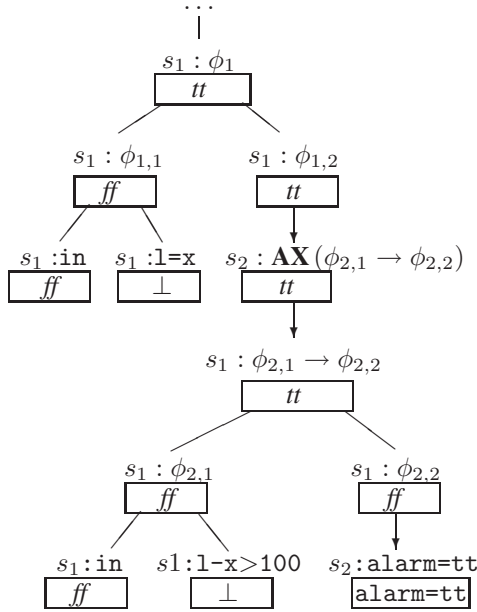 ...
s₁ : ϕ₁
tt
s₁ : ϕ₁,₁ s₁ : ϕ₁,₂
ff tt
s₁ :in s₁ :l=x s₂ : AX(ϕ₂,₁ → ϕ₂,₂)
ff ⊥ tt
s₁ : ϕ₂,₁ → ϕ₂,₂
tt
s₁ : ϕ₂,₁ s₁ : ϕ₂,₂
ff ff
s₁:in s1:l-x>100 s₂:alarm=tt
ff ⊥ alarm=tt